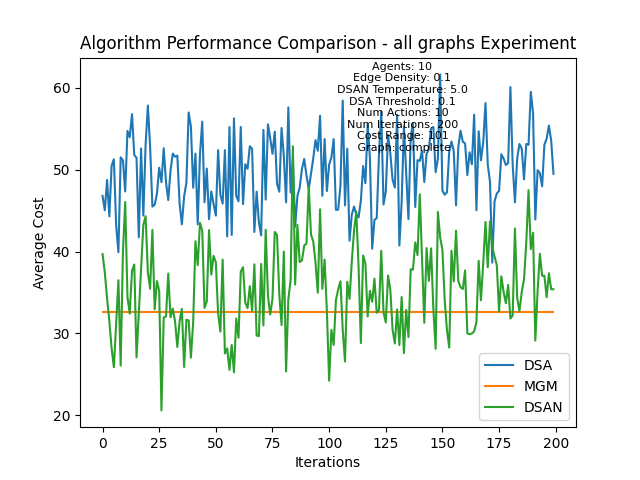 Algorithm Performance Comparison - all graphs Experiment
Agents: 10
Edge Density: 0.1
DSAN Temperature: 5.0
DSA Threshold: 0.1
Num Actions: 10
Num Iterations: 200
Cost Range: 101
Graph: complete
Average Cost
60
50
40
30
20
0
25
50
75
100
125
150
175
200
Iterations
DSA
MGM
DSAN